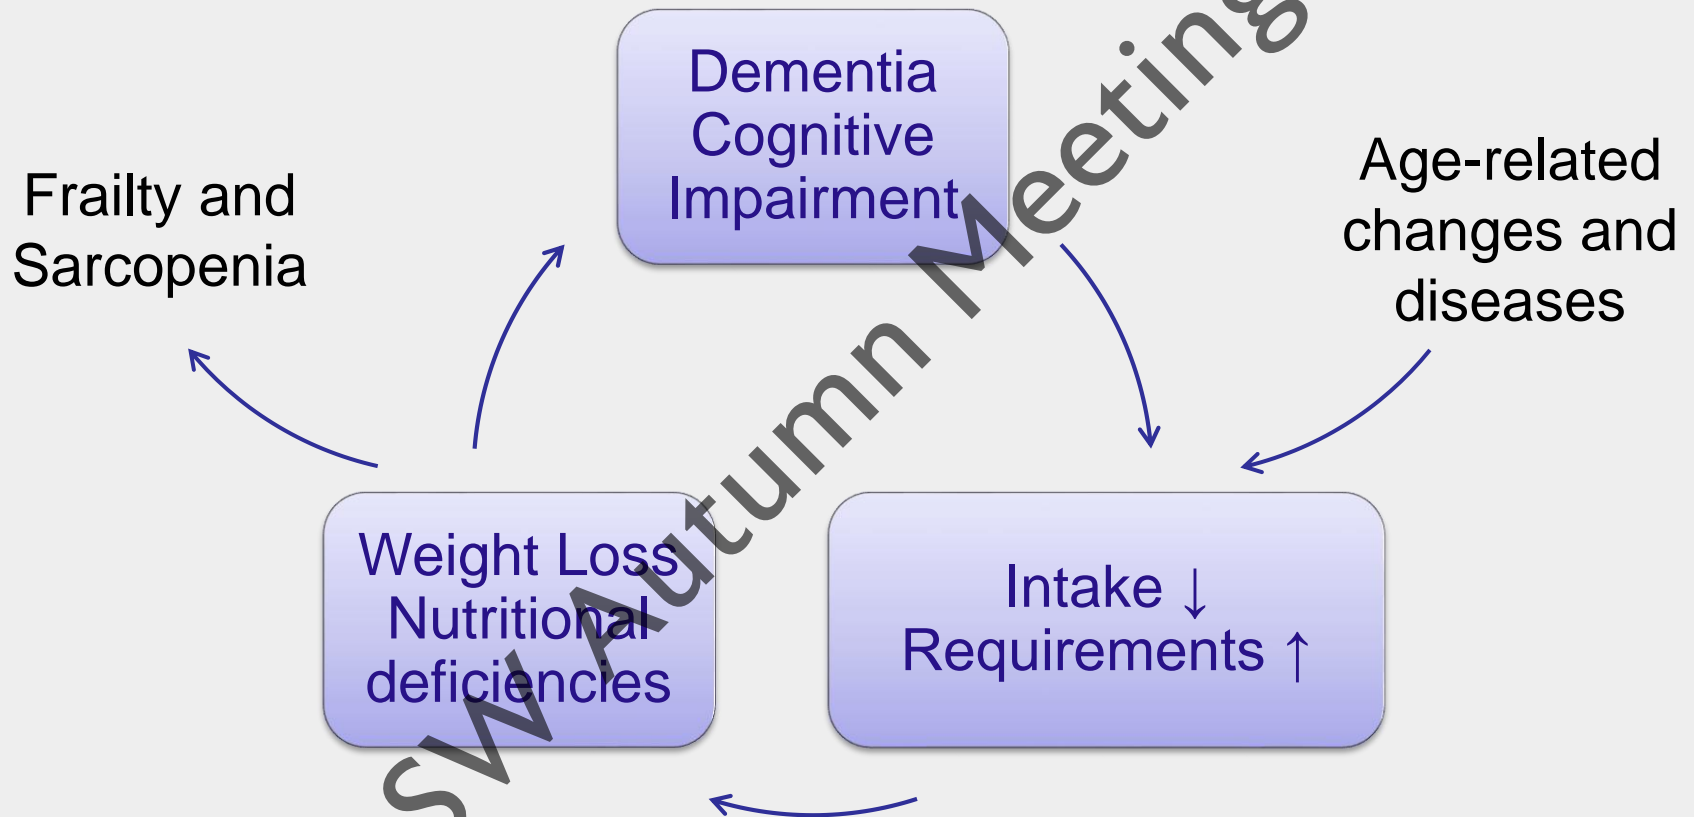 Dementia
Cognitive
Impairment
Frailty and
Sarcopenia
Age-related
changes and
diseases
Weight Loss
Nutritional
deficiencies
Intake ↓
Requirements ↑
SW Autumn Meeting